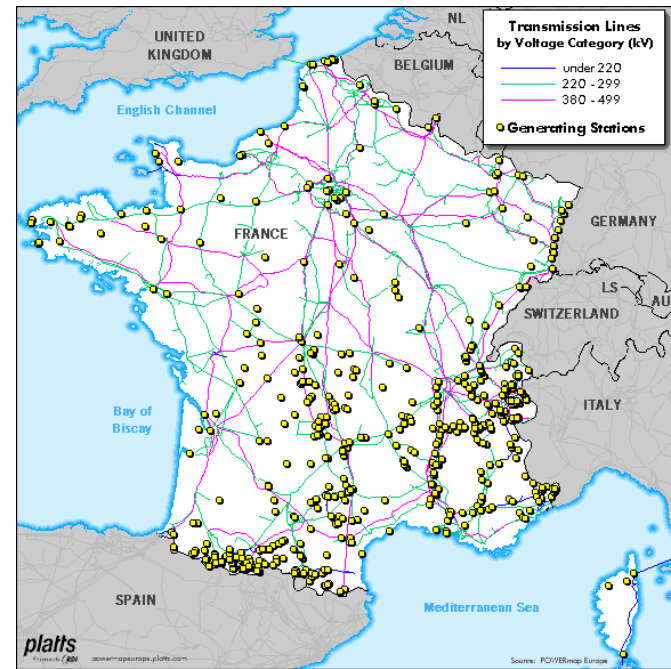 NL
UNITED
KINGDOM
BELGIUM
English Channel
Transmission Lines
by Voltage Category (kV)
under 220
220 - 299
380 - 499
Generating Stations
FRANCE
GERMANY
LS
AU
SWITZERLAND
ITALY
Bay of
Biscay
SPAIN
Mediterranean Sea
platts
Formerly RDI
powermapeurope.platts.com
Source: POWERmap Europe